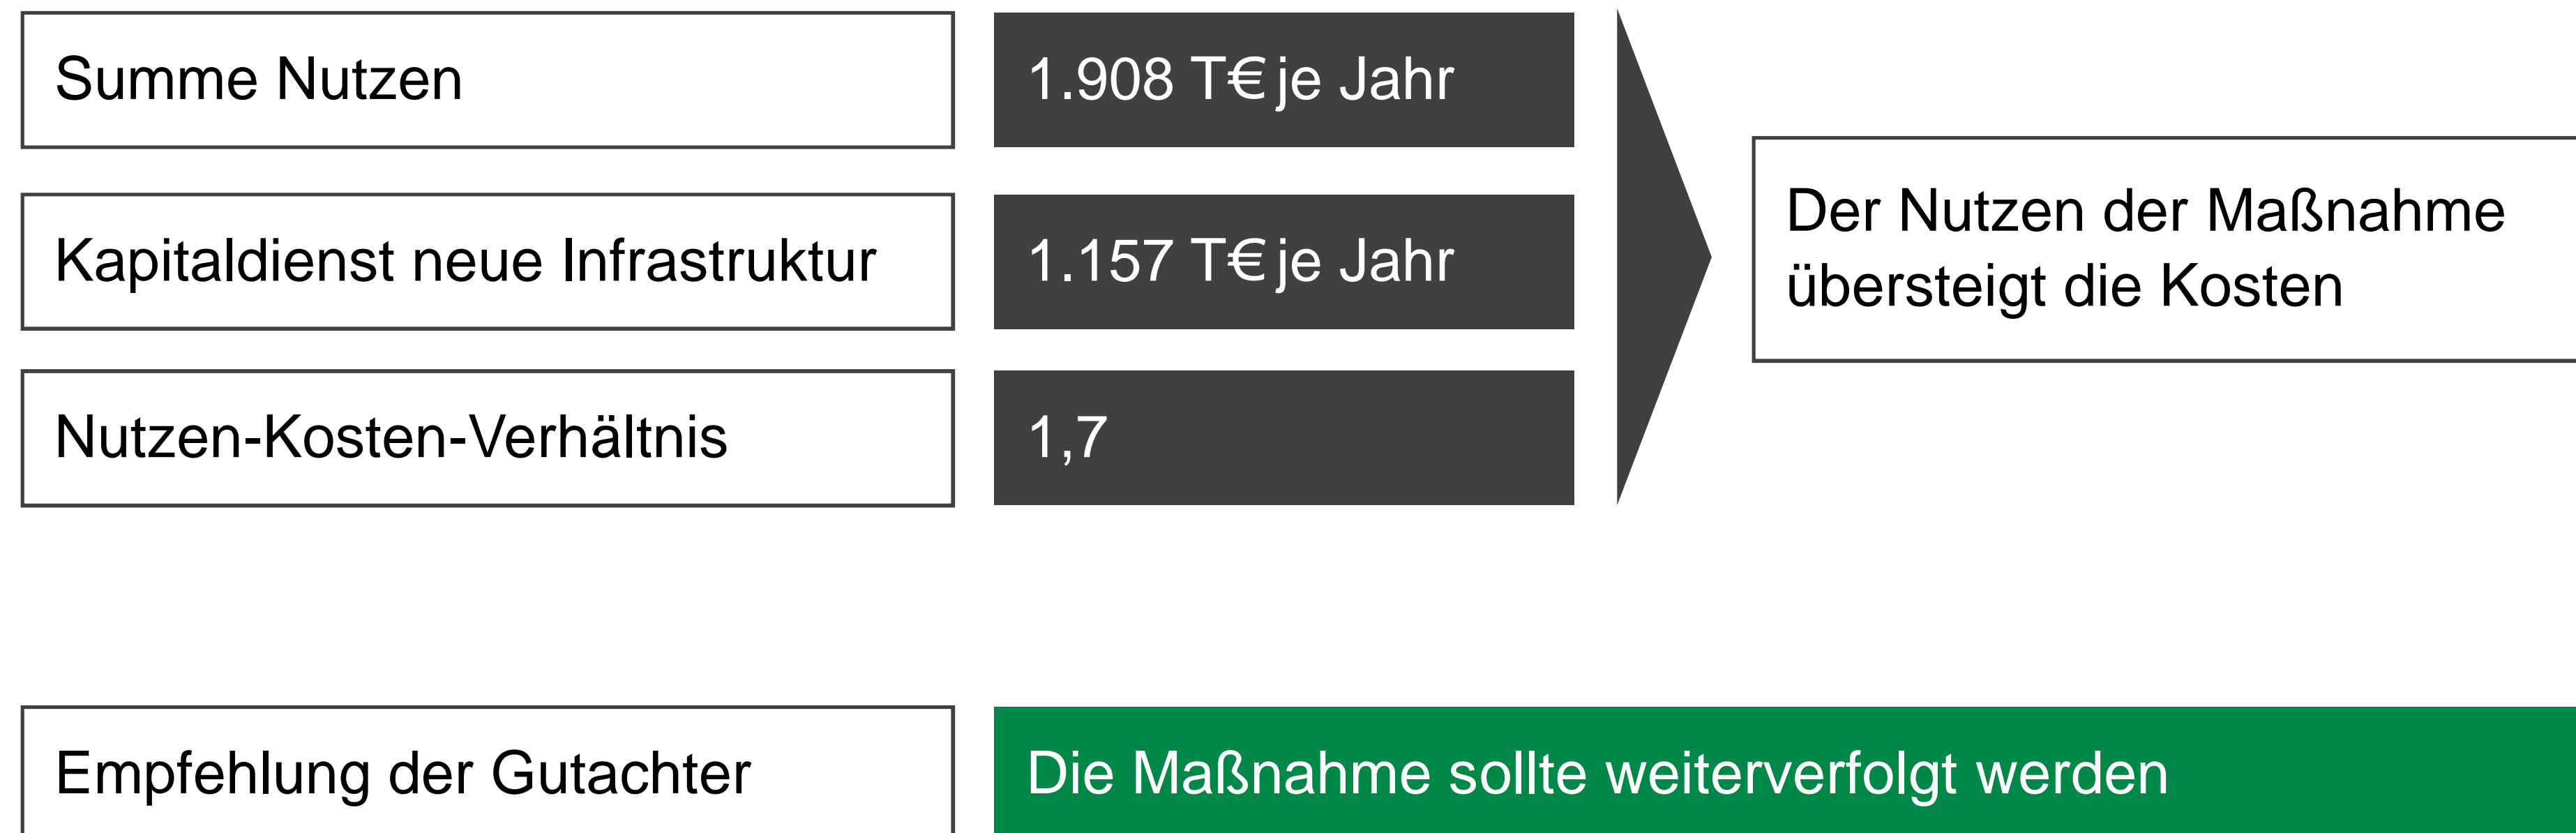 Summe Nutzen
1.908 T€ je Jahr
Kapitaldienst neue Infrastruktur
1.157 T€ je Jahr
Nutzen-Kosten-Verhältnis
1,7
Der Nutzen der Maßnahme
übersteigt die Kosten
Empfehlung der Gutachter
Die Maßnahme sollte weiterverfolgt werden